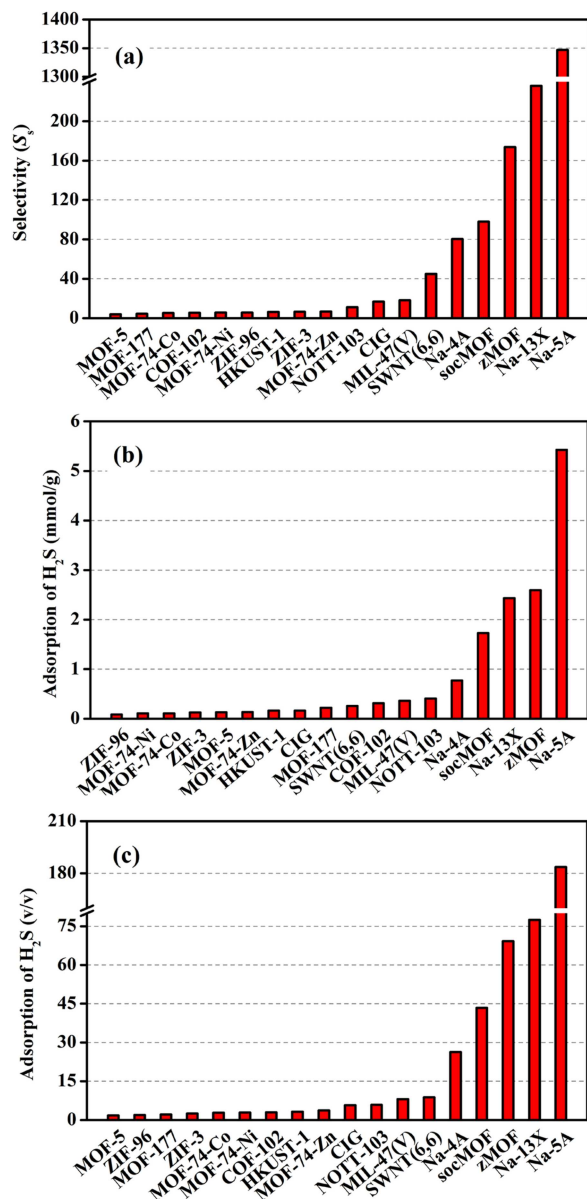 (a)
Selectivity (Sₛ)
1350
1300
200
160
120
80
40
0
MOF-5
MOF-177
MOF-74-Co
COF-102
MOF-74-Ni
ZIF-96
HKUST-1
ZIF-3
MOF-74-Zn
NOTT-103
CIG
MIL-47(V)
SWNT(6,6)
Na-4A
socMOF
zMOF
Na-13X
Na-5A
(b)
Adsorption of H₂S (mmol/g)
6
5
4
3
2
1
0
ZIF-96
MOF-74-Ni
MOF-74-Co
ZIF-3
MOF-5
MOF-74-Zn
HKUST-1
CIG
MOF-177
SWNT(6,6)
COF-102
MIL-47(V)
NOTT-103
Na-4A
socMOF
Na-13X
zMOF
Na-5A
(c)
Adsorption of H₂S (v/v)
210
180
75
60
45
30
15
0
MOF-5
ZIF-96
MOF-177
ZIF-3
MOF-74-Co
MOF-74-Ni
COF-102
HKUST-1
MOF-74-Zn
CIG
NOTT-103
MIL-47(V)
SWNT(6,6)
Na-4A
socMOF
zMOF
Na-13X
Na-5A